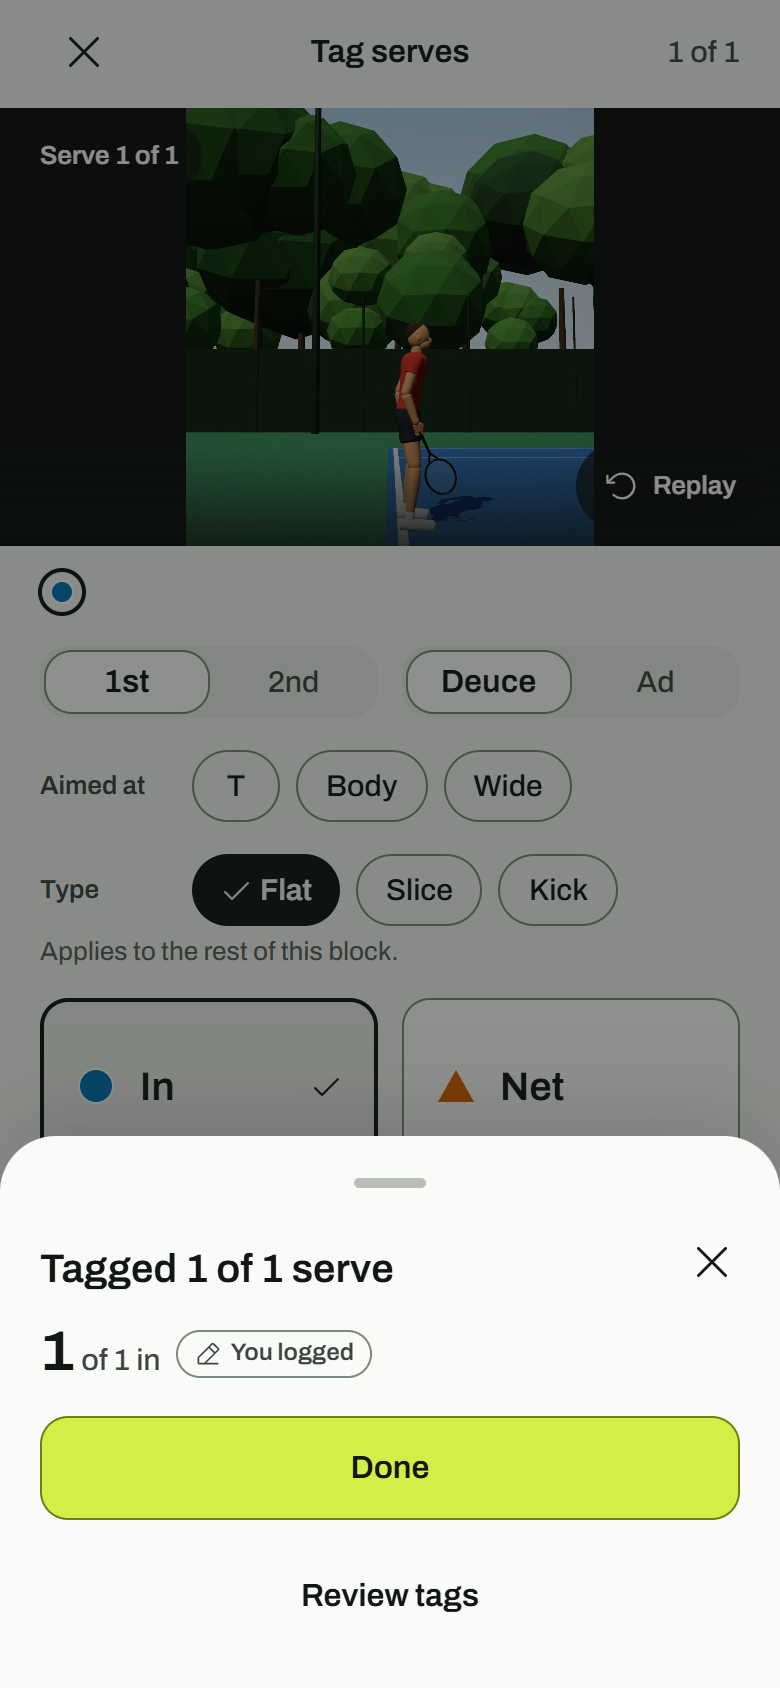 Tag serves
1 of 1
Serve 1 of 1
Replay
1st
2nd
Deuce
Ad
Aimed at
T
Body
Wide
Type
Flat
Slice
Kick
Applies to the rest of this block.
In
Net
Tagged 1 of 1 serve
1 of 1 in
You logged
Done
Review tags